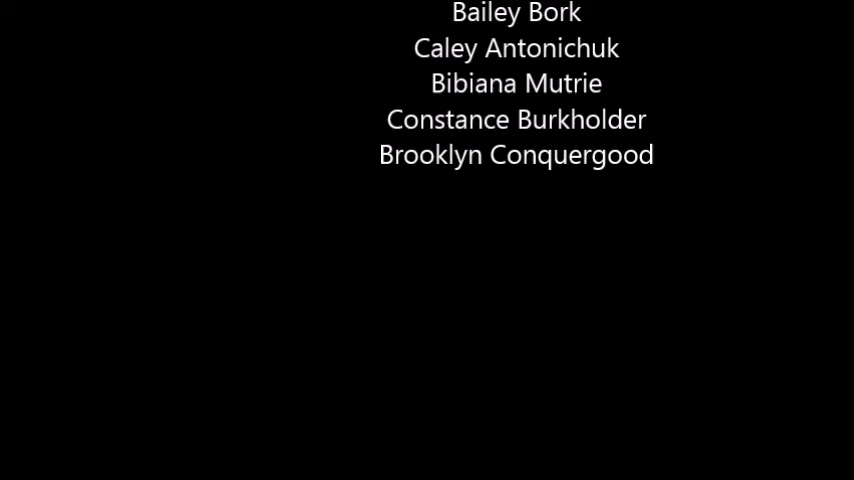 Bailey Bork
Caley Antonichuk
Bibiana Mutrie
Constance Burkholder
Brooklyn Conquergood